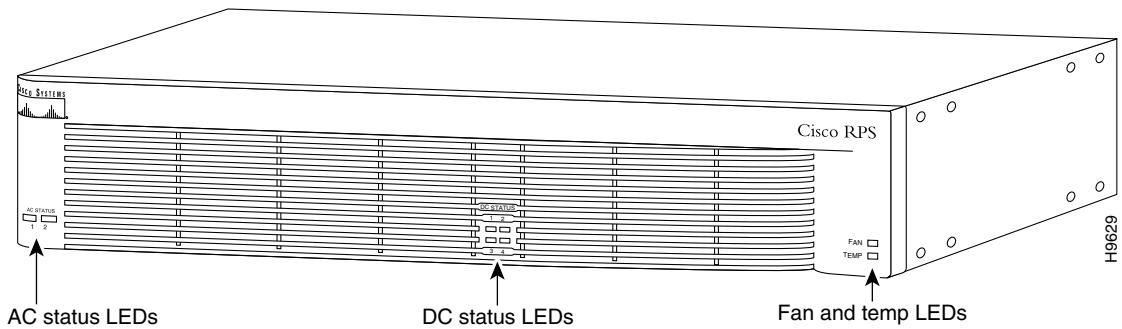 CISCO SYSTEMS
Cisco RPS
AC STATUS
1 2
DC STATUS
1 2
3 4
FAN
TEMP
H9629
AC status LEDs
DC status LEDs
Fan and temp LEDs